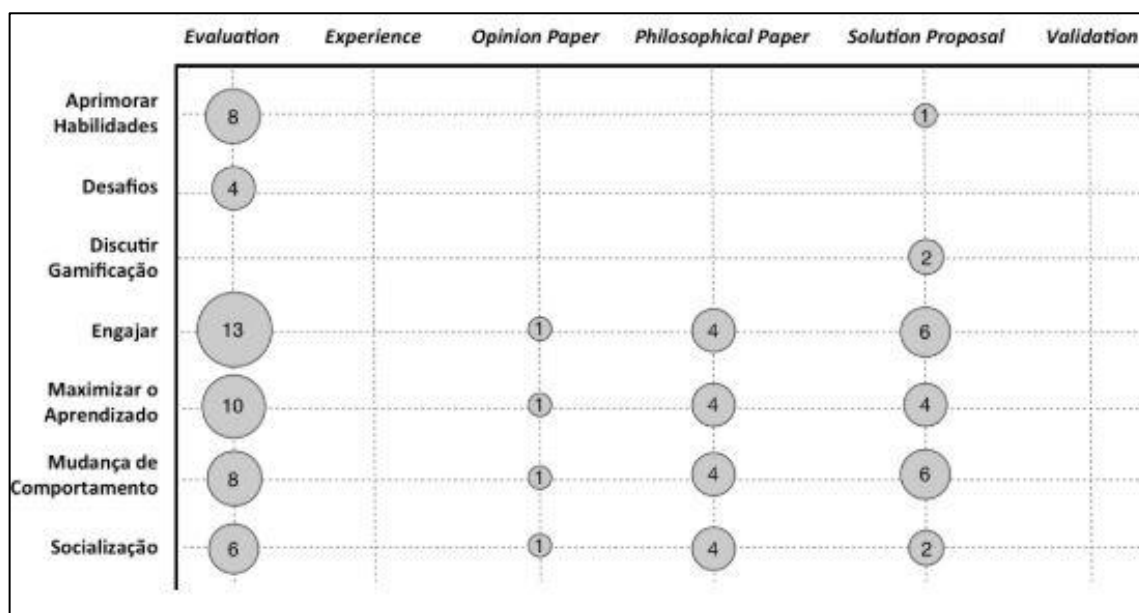 Evaluation Experience Opinion Paper Philosophical Paper Solution Proposal Validation
Aprimorar
Habilidades
8 1
Desafios
4
Discutir
Gamificação
2
Engajar
13 1 4 6
Maximizar o
Aprendizado
10 1 4 4
Mudança de
Comportamento
8 1 4 6
Socialização
6 1 4 2